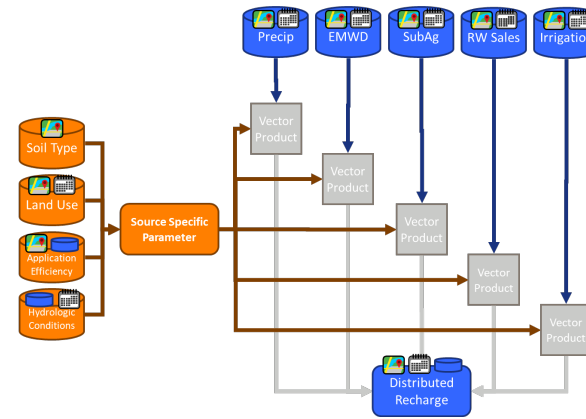 Precip
EMWD
SubAg
RW Sales
Irrigation
Vector
Product
Soil Type
Vector
Product
Land Use
Source Specific
Parameter
Vector
Product
Application
Efficiency
Vector
Product
Hydrologic
Conditions
Vector
Product
Distributed
Recharge